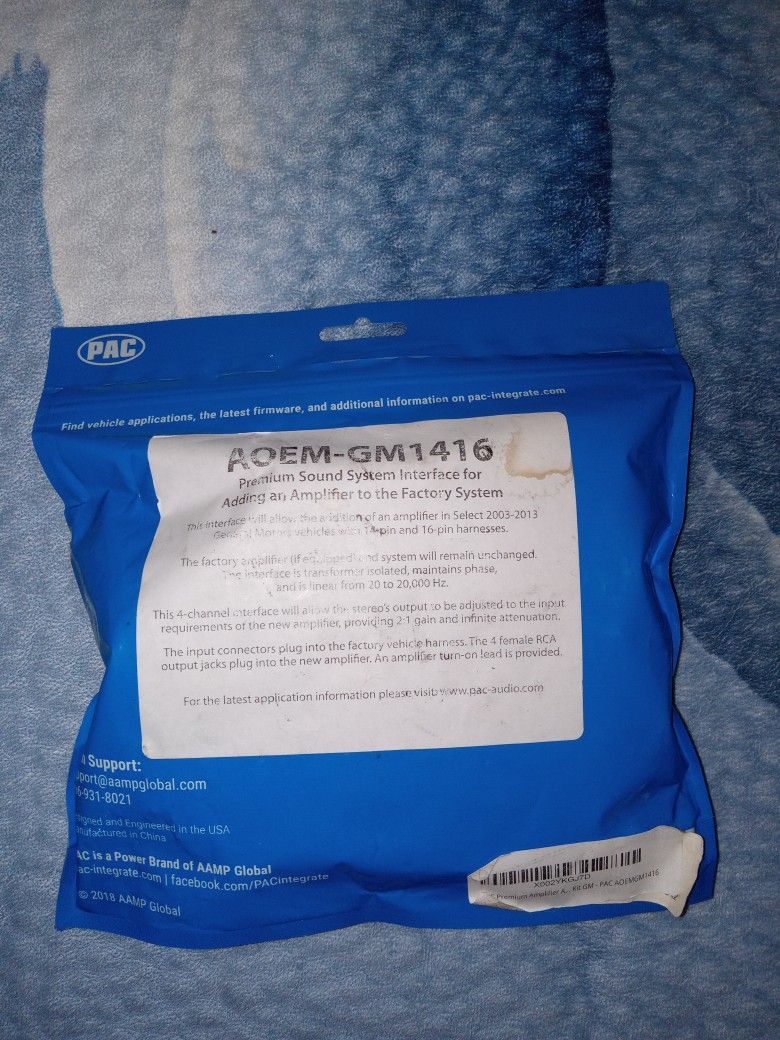 PAC
Find vehicle applications, the latest firmware, and additional information on pac-integrate.com
AOEM-GM1416
Premium Sound System Interface for
Adding an Amplifier to the Factory System
This interface will allow the addition of an amplifier in Select 2003-2013
General Motors vehicles with 14-pin and 16-pin harnesses.
The factory amplifier (if equipped) and system will remain unchanged.
The interface is transformer isolated, maintains phase,
and is linear from 20 to 20,000 Hz.
This 4-channel interface will allow the stereo's output to be adjusted to the input
requirements of the new amplifier, providing 2:1 gain and infinite attenuation.
The input connectors plug into the factory vehicle harness. The 4 female RCA
output jacks plug into the new amplifier. An amplifier turn-on lead is provided.
For the latest application information please visit: www.pac-audio.com
Support:
pport@aampglobal.com
6-931-8021
signed and Engineered in the USA
anufactured in China
AC is a Power Brand of AAMP Global
ac-integrate.com | facebook.com/PACintegrate
© 2018 AAMP Global
X002YKGJ7D
Premium Amplifier A... Kit GM - PAC AOEMGM1416